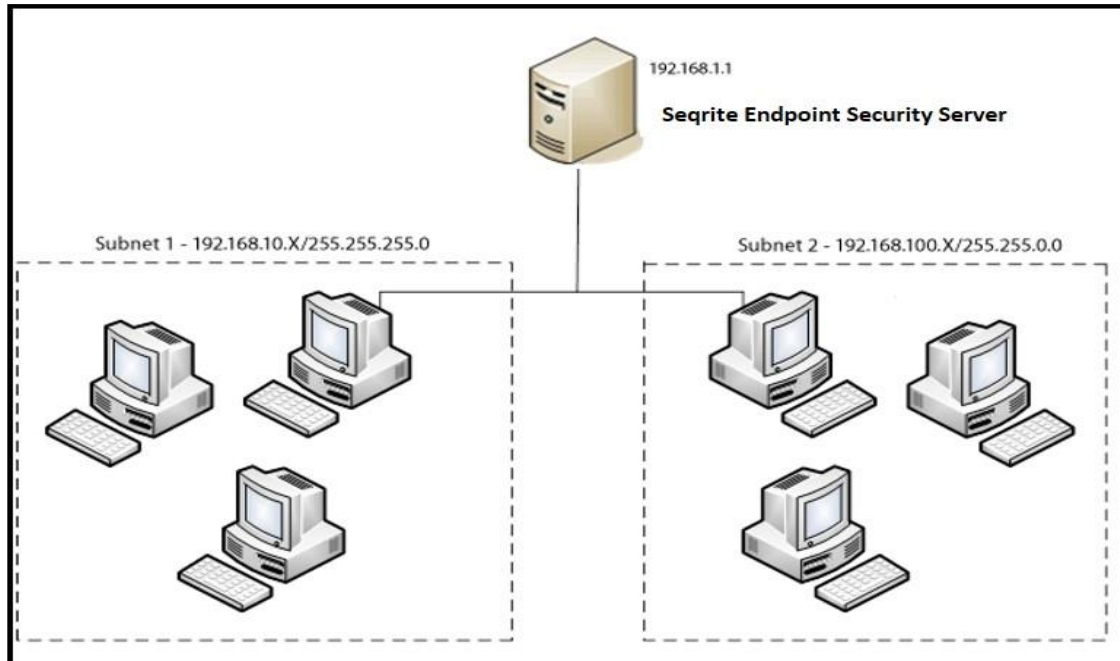 192.168.1.1
Seqrite Endpoint Security Server
Subnet 1 - 192.168.10.X/255.255.255.0
Subnet 2 - 192.168.100.X/255.255.0.0